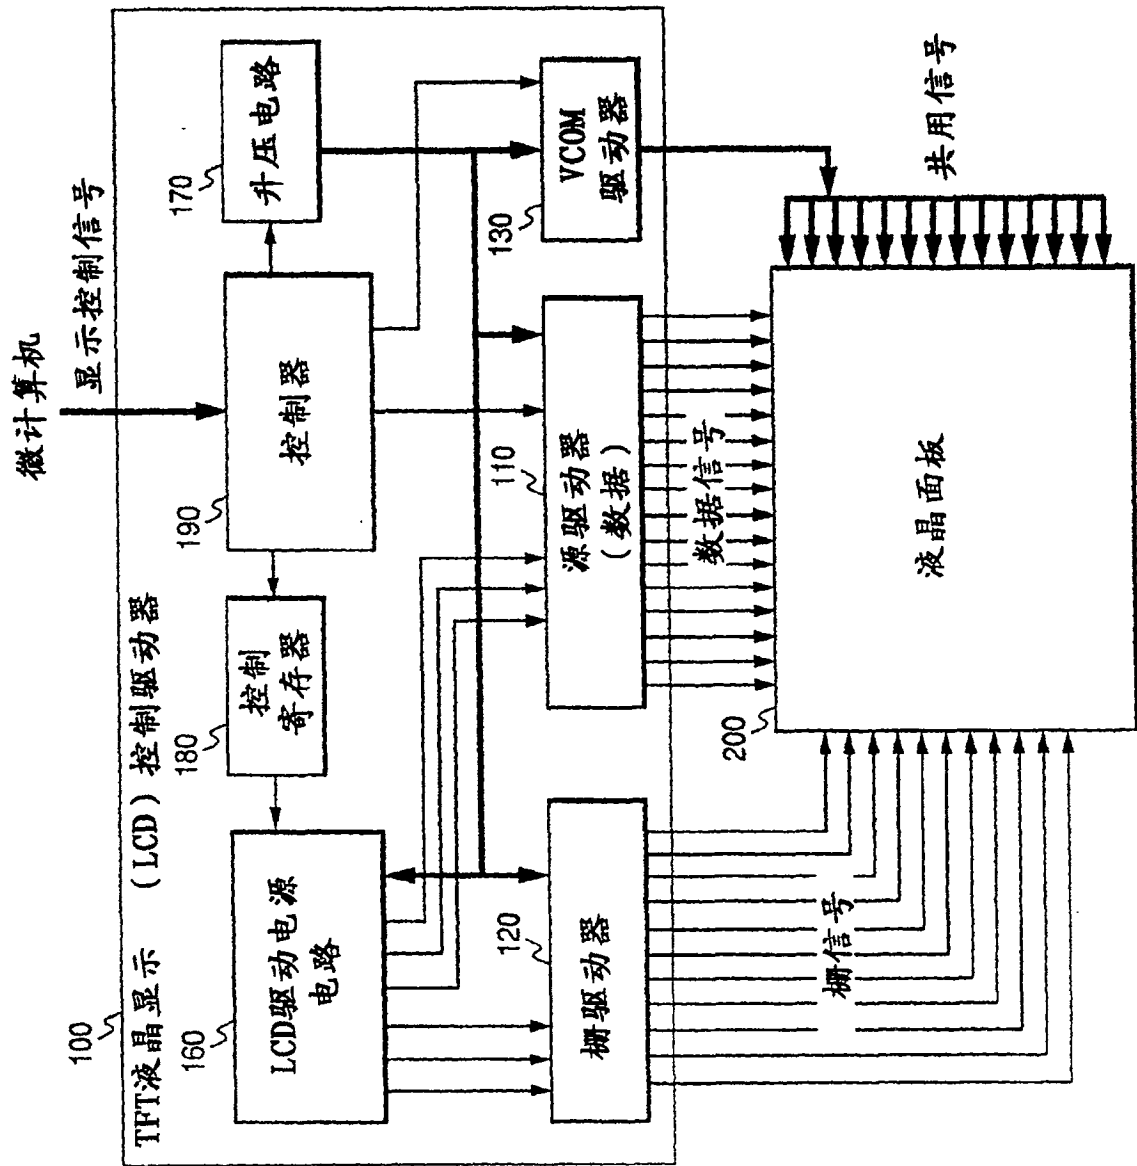 微计算机
显示控制信号
100
TFT液晶显示 (LCD) 控制驱动器
160
LCD驱动电源
电路
180
控制
寄存器
190
控制器
170
升压电路
120
栅驱动器
110
源驱动器
(数据)
130
VCOM
驱动器
栅信号
数据信号
共用信号
200
液晶面板